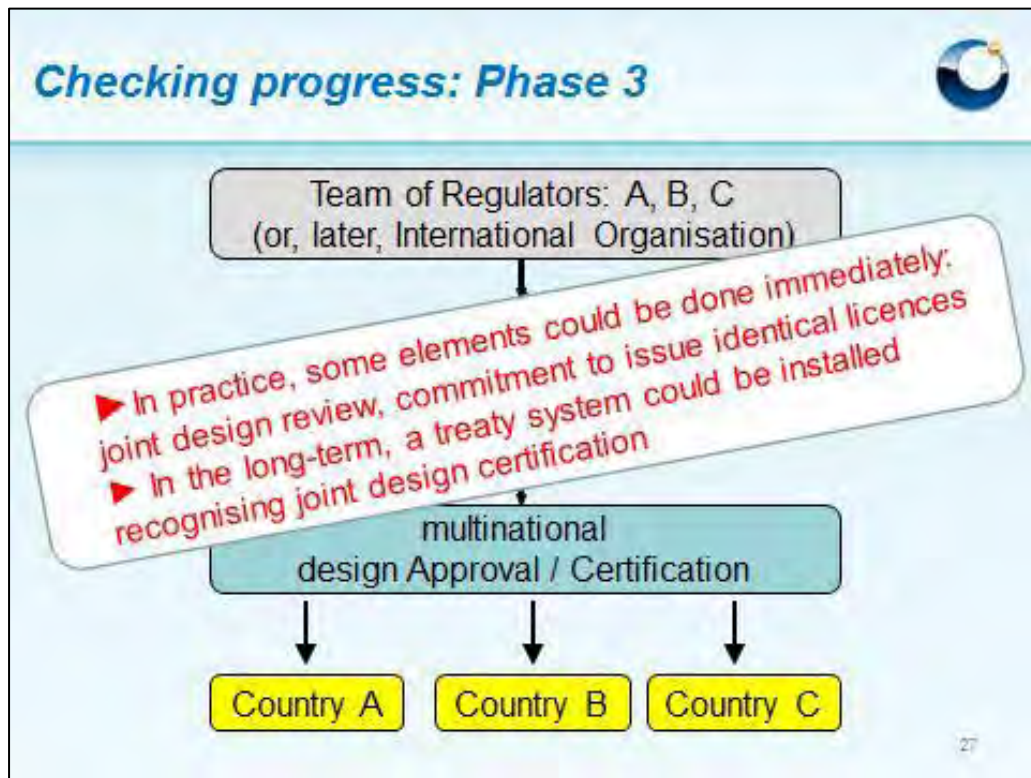 Checking progress: Phase 3
Team of Regulators: A, B, C
(or, later, International Organisation)
► In practice, some elements could be done immediately:
joint design review, commitment to issue identical licences
► In the long-term, a treaty system could be installed
recognising joint design certification
multinational
design Approval / Certification
Country A
Country B
Country C
27